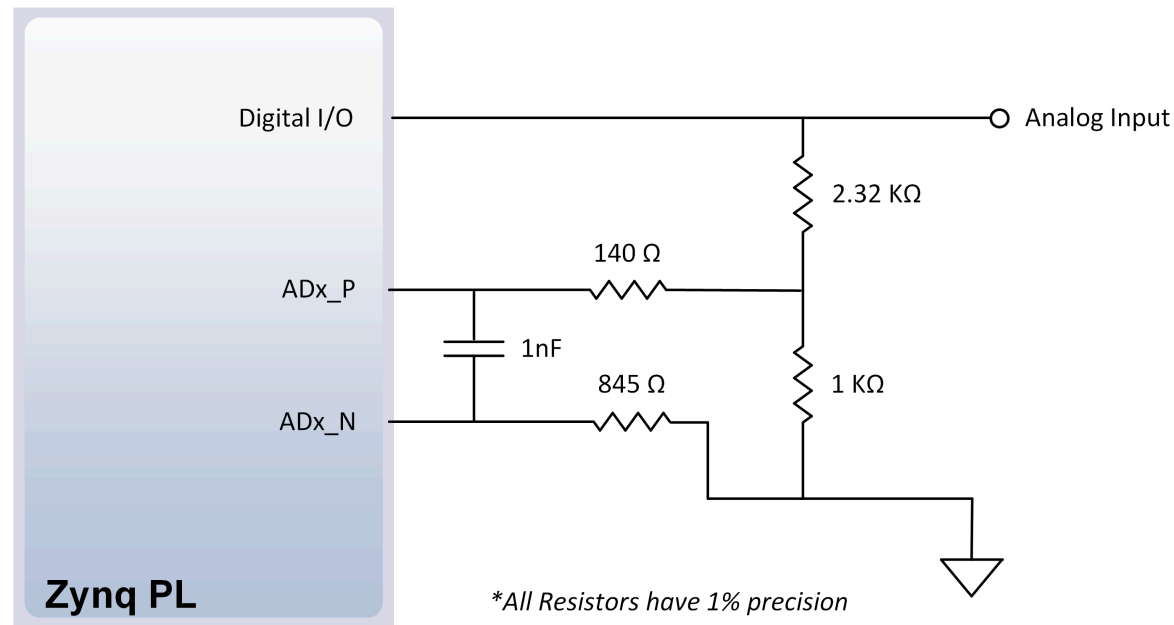 Digital I/O
Analog Input
2.32 KΩ
140 Ω
ADx_P
1nF
845 Ω
1 KΩ
ADx_N
Zynq PL
*All Resistors have 1% precision